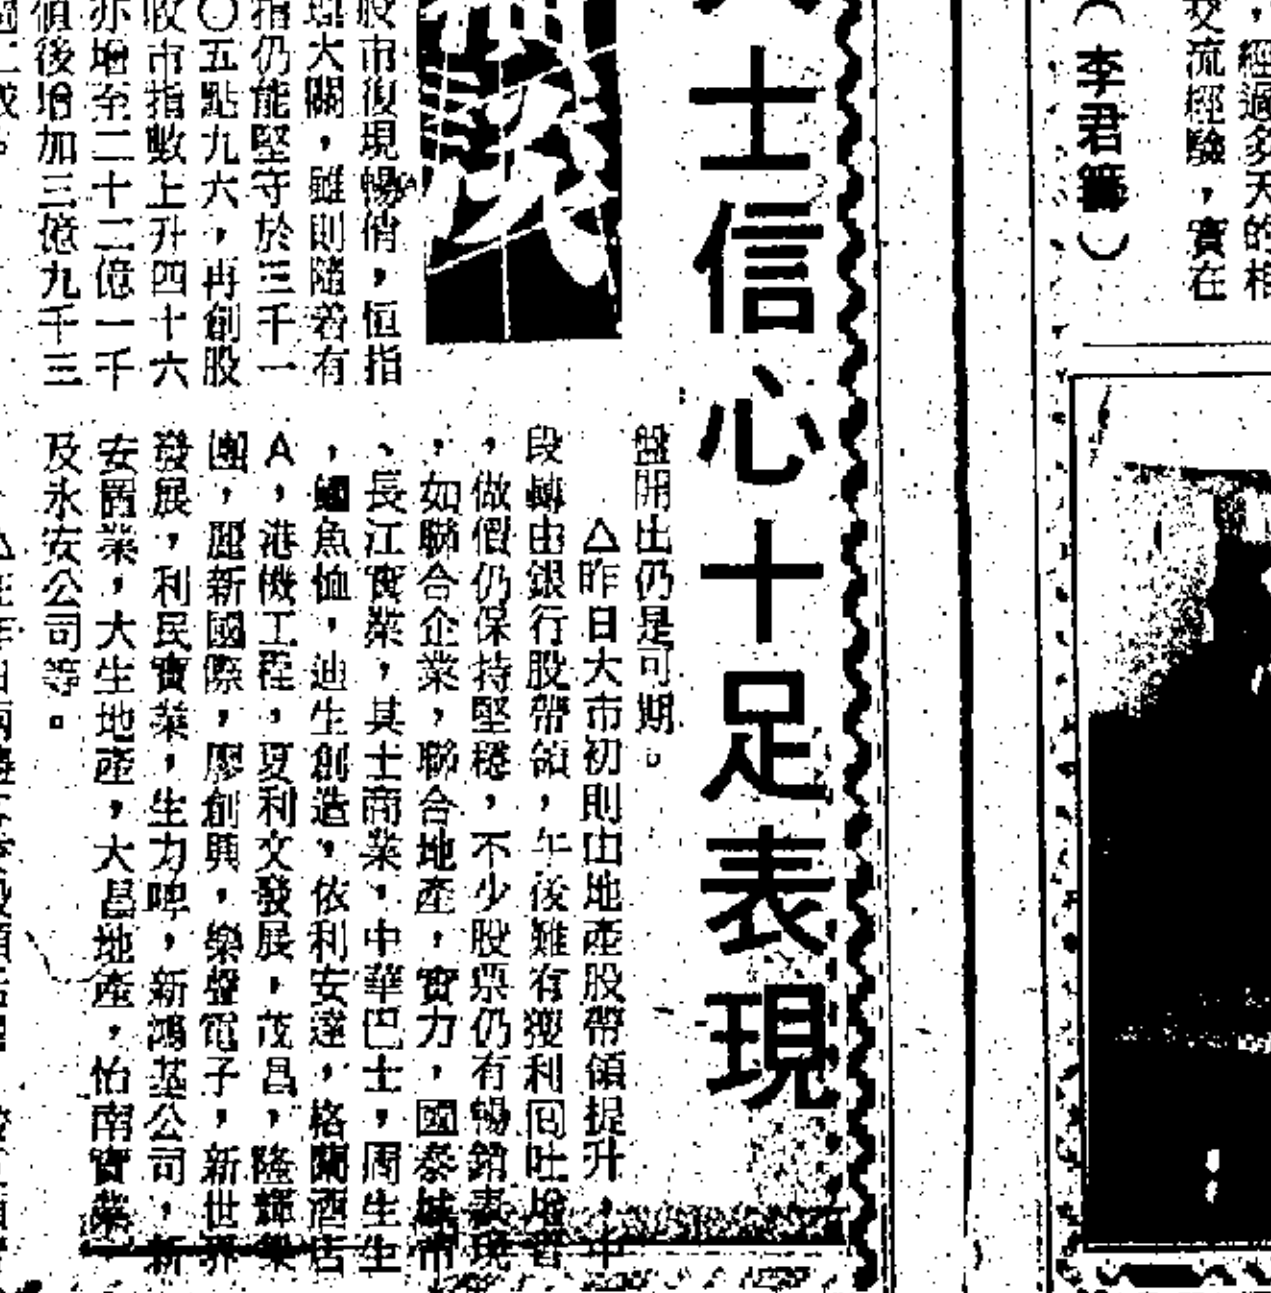 交流經驗，實在
，經過多天的相
（李君籌）
士信心十足表現
股市復現暢俏，恒指
大關，雖則隨着有
指仍能堅守於三千一
〇五點九六，再創股
收市指數上升四十六
亦增至二十二億一千
值後增加三億九千三
盤開出仍是可期。
△昨日大市初則由地產股帶領提升，中
段轉由銀行股帶領，午後雖有獲利回吐增番
，做價仍保持堅穩，不少股票仍有暢銷表現
，如聯合企業，聯合地產，實力，國泰城市
、長江實業，其士商業，中華巴士，周生生
，鱷魚恤，迪生創造，依利安達，格蘭酒店
A，港機工程，夏利文發展，茂昌，隆輝樂
團，麗新國際，廖創興，樂聲電子，新世界
發展，利民實業，生力啤，新鴻基公司，新
安置業，大生地產，大昌地產，怡南實業
及永安公司等。